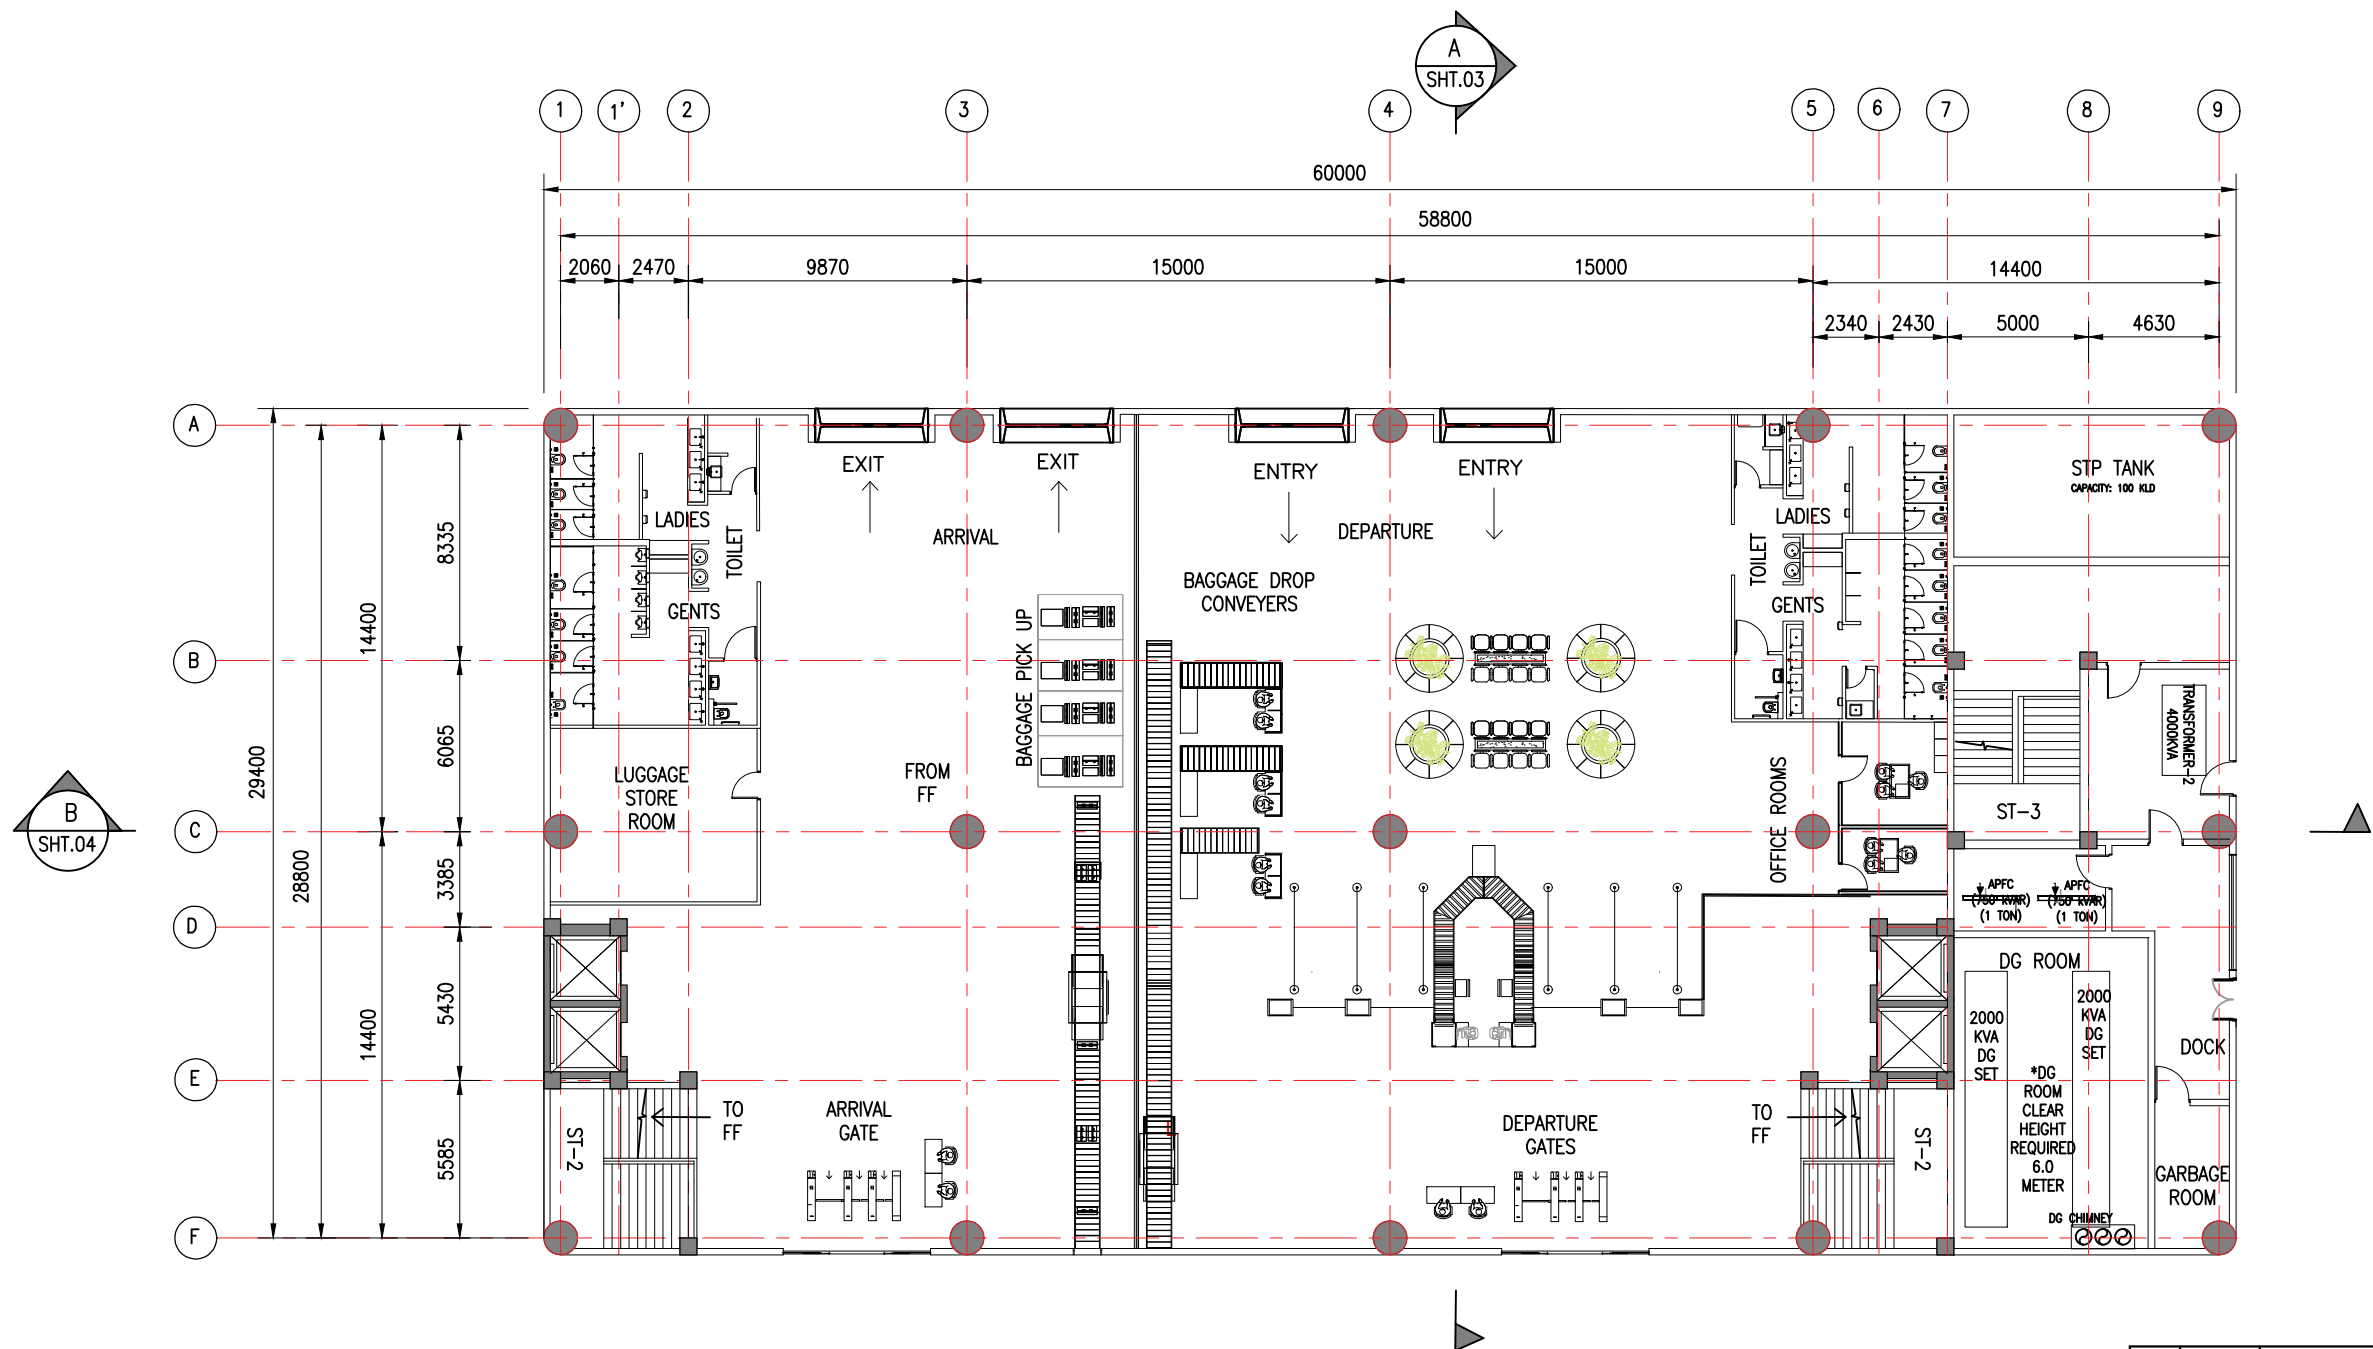 A
SHT.03
1
1'
2
3
4
5
6
7
8
9
60000
58800
2060
2470
9870
15000
15000
14400
2340
2430
5000
4630
A
B
C
D
E
F
29400
28800
14400
14400
8335
6065
3385
5430
5585
B
SHT.04
EXIT
EXIT
ENTRY
ENTRY
ARRIVAL
DEPARTURE
LADIES
TOILET
GENTS
LADIES
TOILET
GENTS
STP TANK
CAPACITY: 100 KLD
BAGGAGE DROP
CONVEYERS
BAGGAGE PICK UP
LUGGAGE
STORE
ROOM
FROM
FF
OFFICE ROOMS
TRANSFORMER-2
4000KVA
ST-3
APFC
(750 KVAR)
(1 TON)
APFC
(750 KVAR)
(1 TON)
DG ROOM
2000
KVA
DG
SET
2000
KVA
DG
SET
*DG
ROOM
CLEAR
HEIGHT
REQUIRED
6.0
METER
DOCK
GARBAGE
ROOM
DG CHIMNEY
ST-2
TO
FF
ARRIVAL
GATE
DEPARTURE
GATES
TO
FF
ST-2